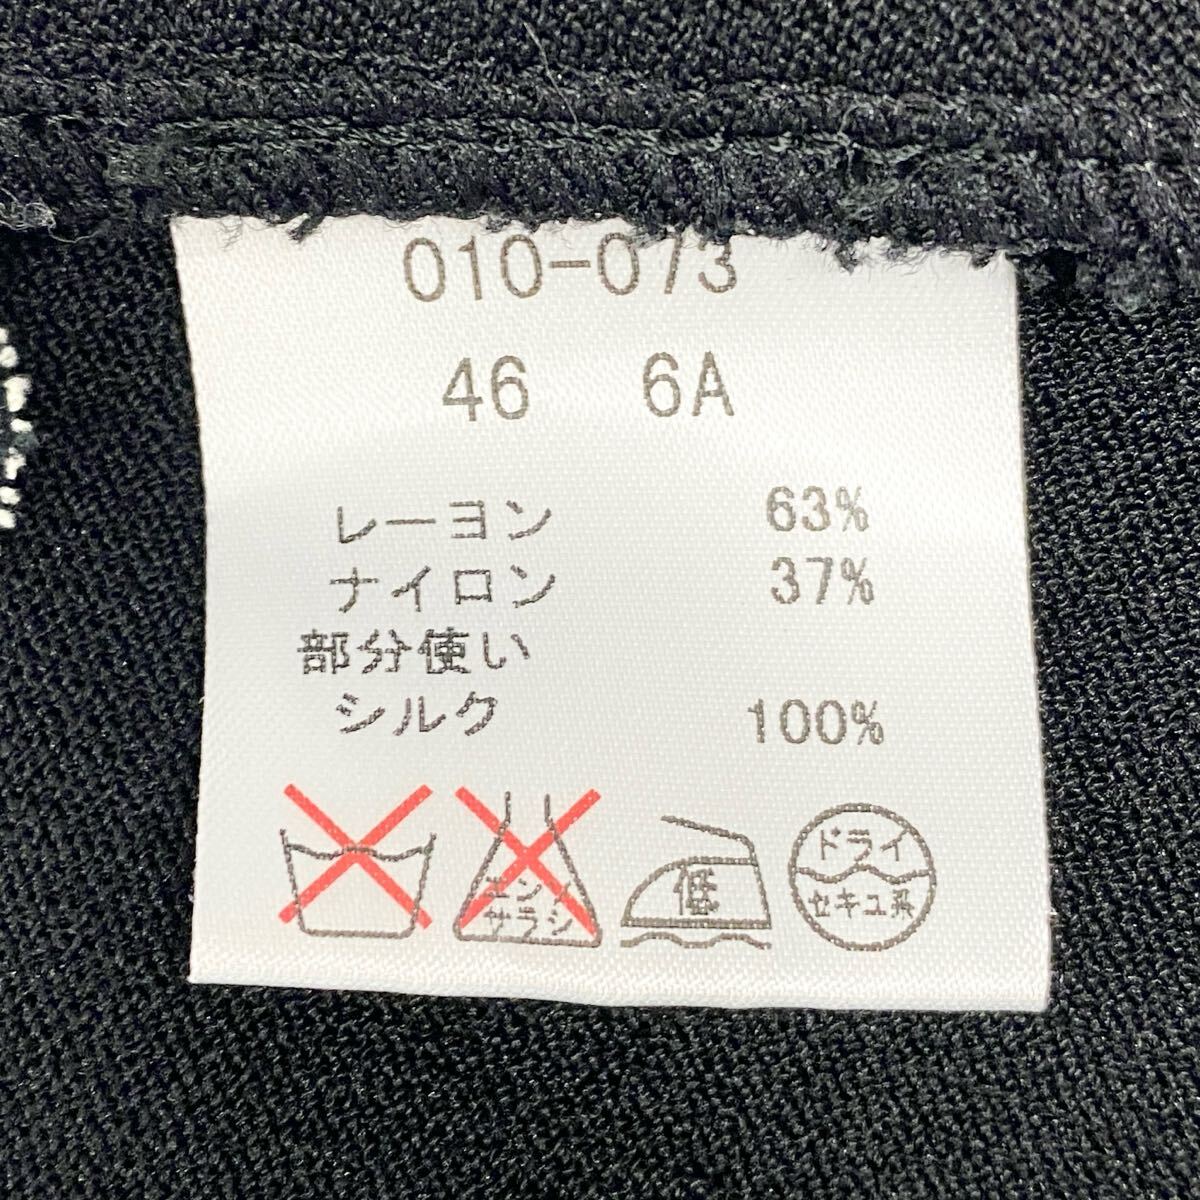 010-073
46 6A
レーヨン 63%
ナイロン 37%
部分使い
シルク 100%
エンソ
サラシ
低
ドライ
セキユ系